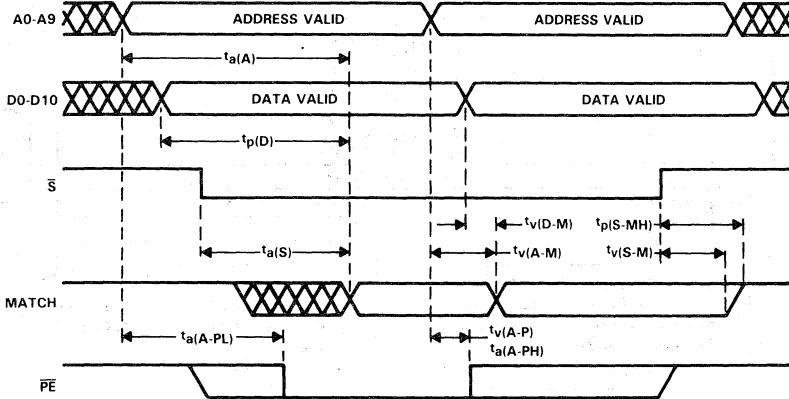 A0-A9 ADDRESS VALID ADDRESS VALID
ta(A)
D0-D10 DATA VALID DATA VALID
tp(D)
S̅
tv(D-M) tp(S-MH)
ta(S) tv(A-M) tv(S-M)
MATCH
ta(A-PL) tv(A-P)
ta(A-PH)
P̅E̅